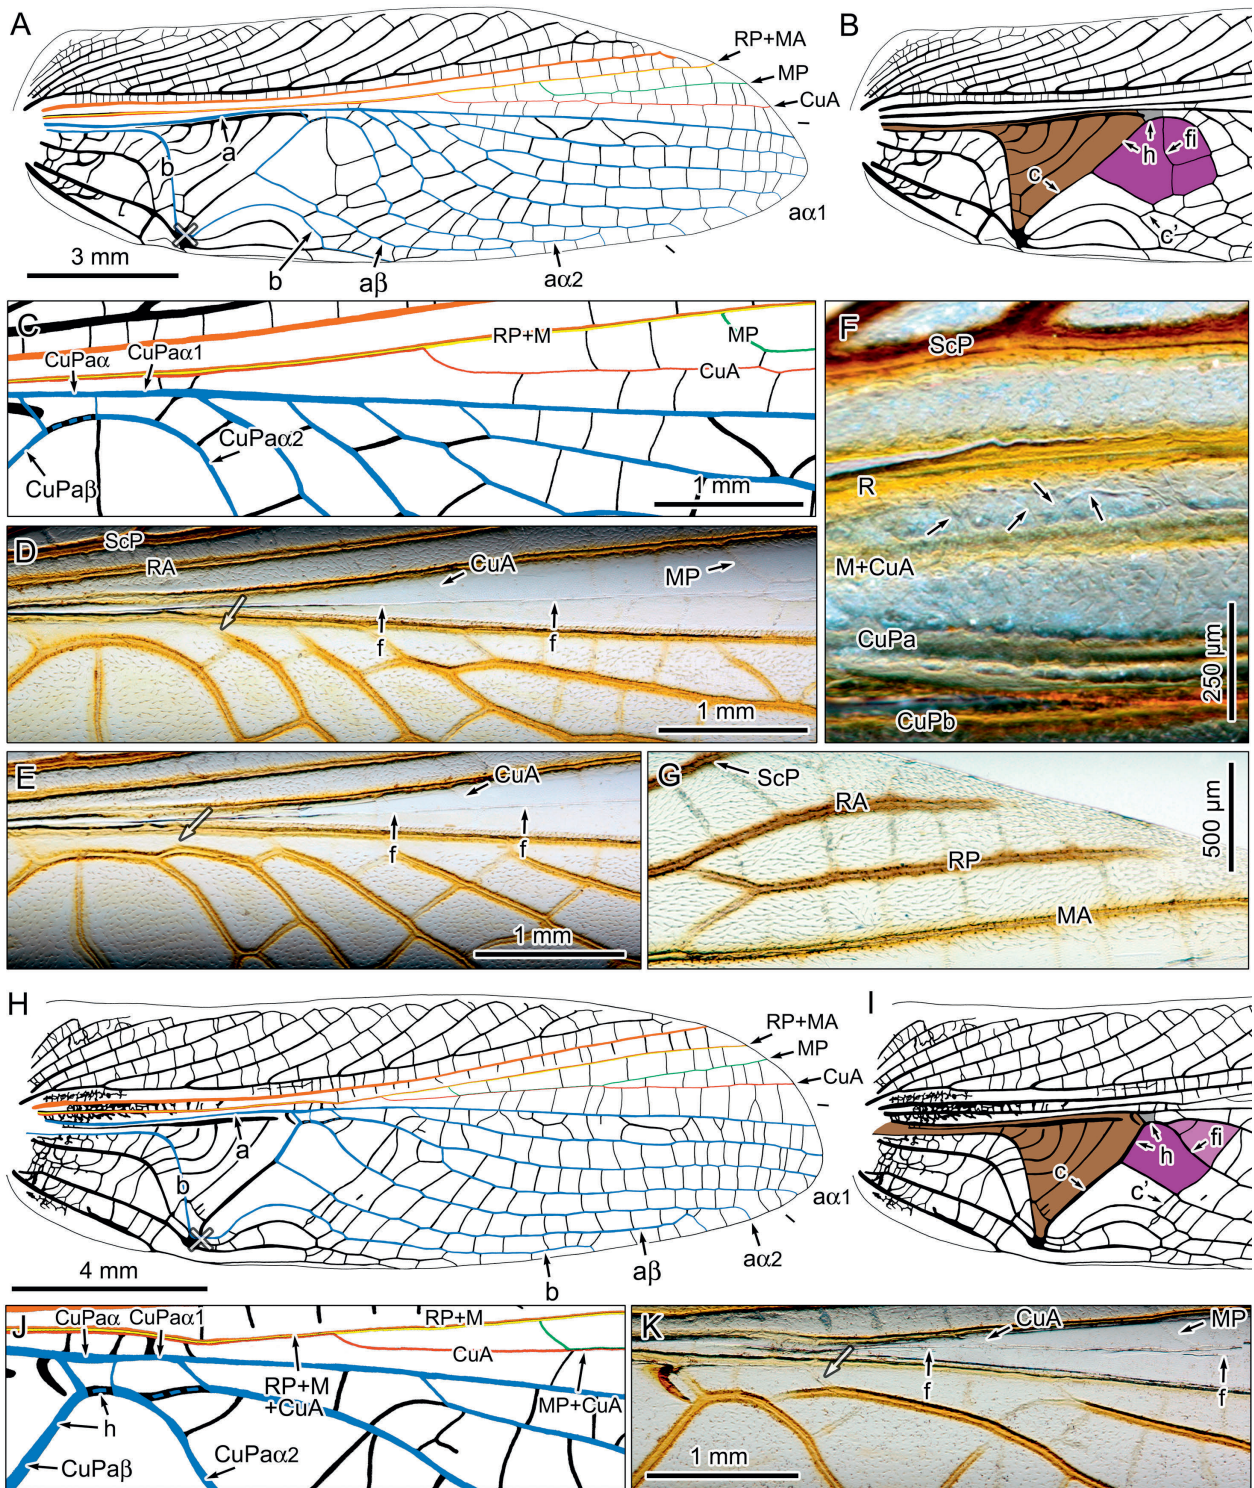 A
RP+MA
MP
CuA
a
b
b
aβ
aα2
aα1
3 mm
B
h
fi
c
c'
C
RP+M
MP
CuPaα
CuPaα1
CuA
CuPaα2
CuPaβ
1 mm
D
ScP
RA
CuA
MP
f
f
1 mm
E
CuA
f
f
1 mm
F
ScP
R
M+CuA
CuPa
CuPb
250 µm
G
ScP
RA
RP
MA
500 µm
H
RP+MA
MP
CuA
a
b
aα1
aα2
aβ
b
4 mm
I
h
fi
c
c'
J
CuPaα
CuPaα1
RP+M
CuA
RP+M
+CuA
MP+CuA
h
CuPaβ
CuPaα2
K
CuA
MP
f
f
1 mm